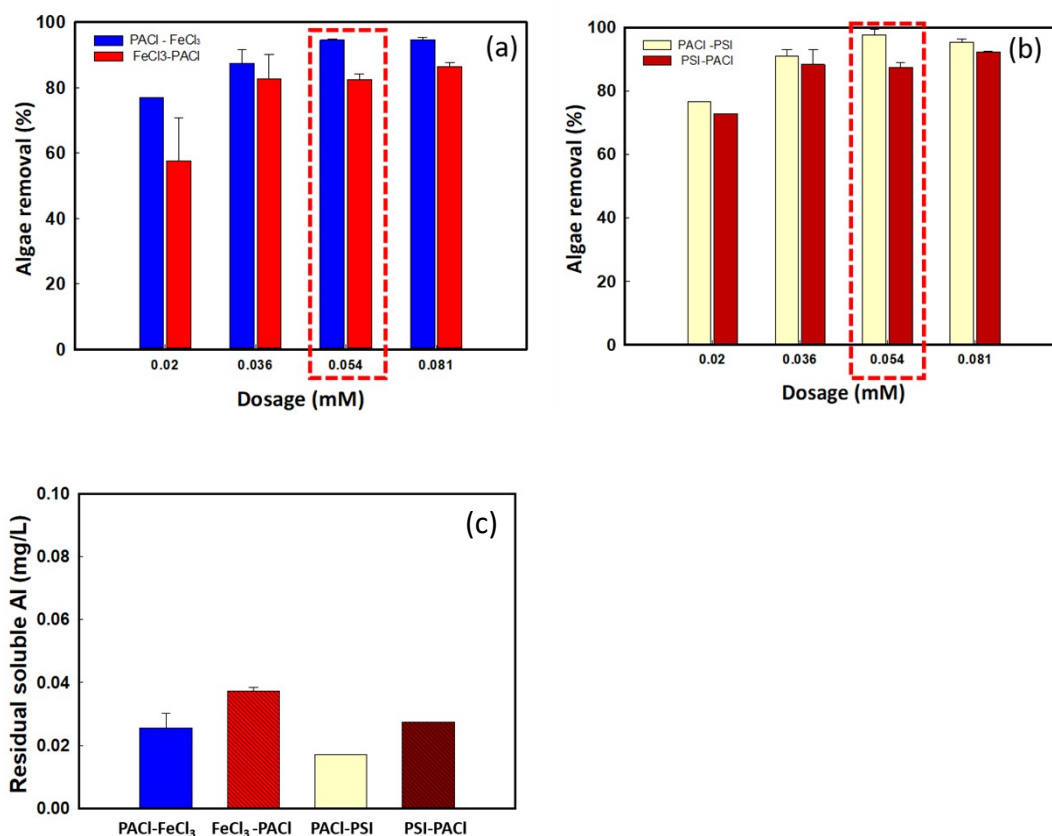 100
80
60
40
20
0
Algae removal (%)
PACl - FeCl₃
FeCl3-PACl
(a)
0.02 0.036 0.054 0.081
Dosage (mM)
100
80
60
40
20
0
Algae removal (%)
PACl -PSI
PSI-PACl
(b)
0.02 0.036 0.054 0.081
Dosage (mM)
0.10
0.08
0.06
0.04
0.02
0.00
Residual soluble Al (mg/L)
(c)
PACl-FeCl₃ FeCl₃ -PACl PACl-PSI PSI-PACl